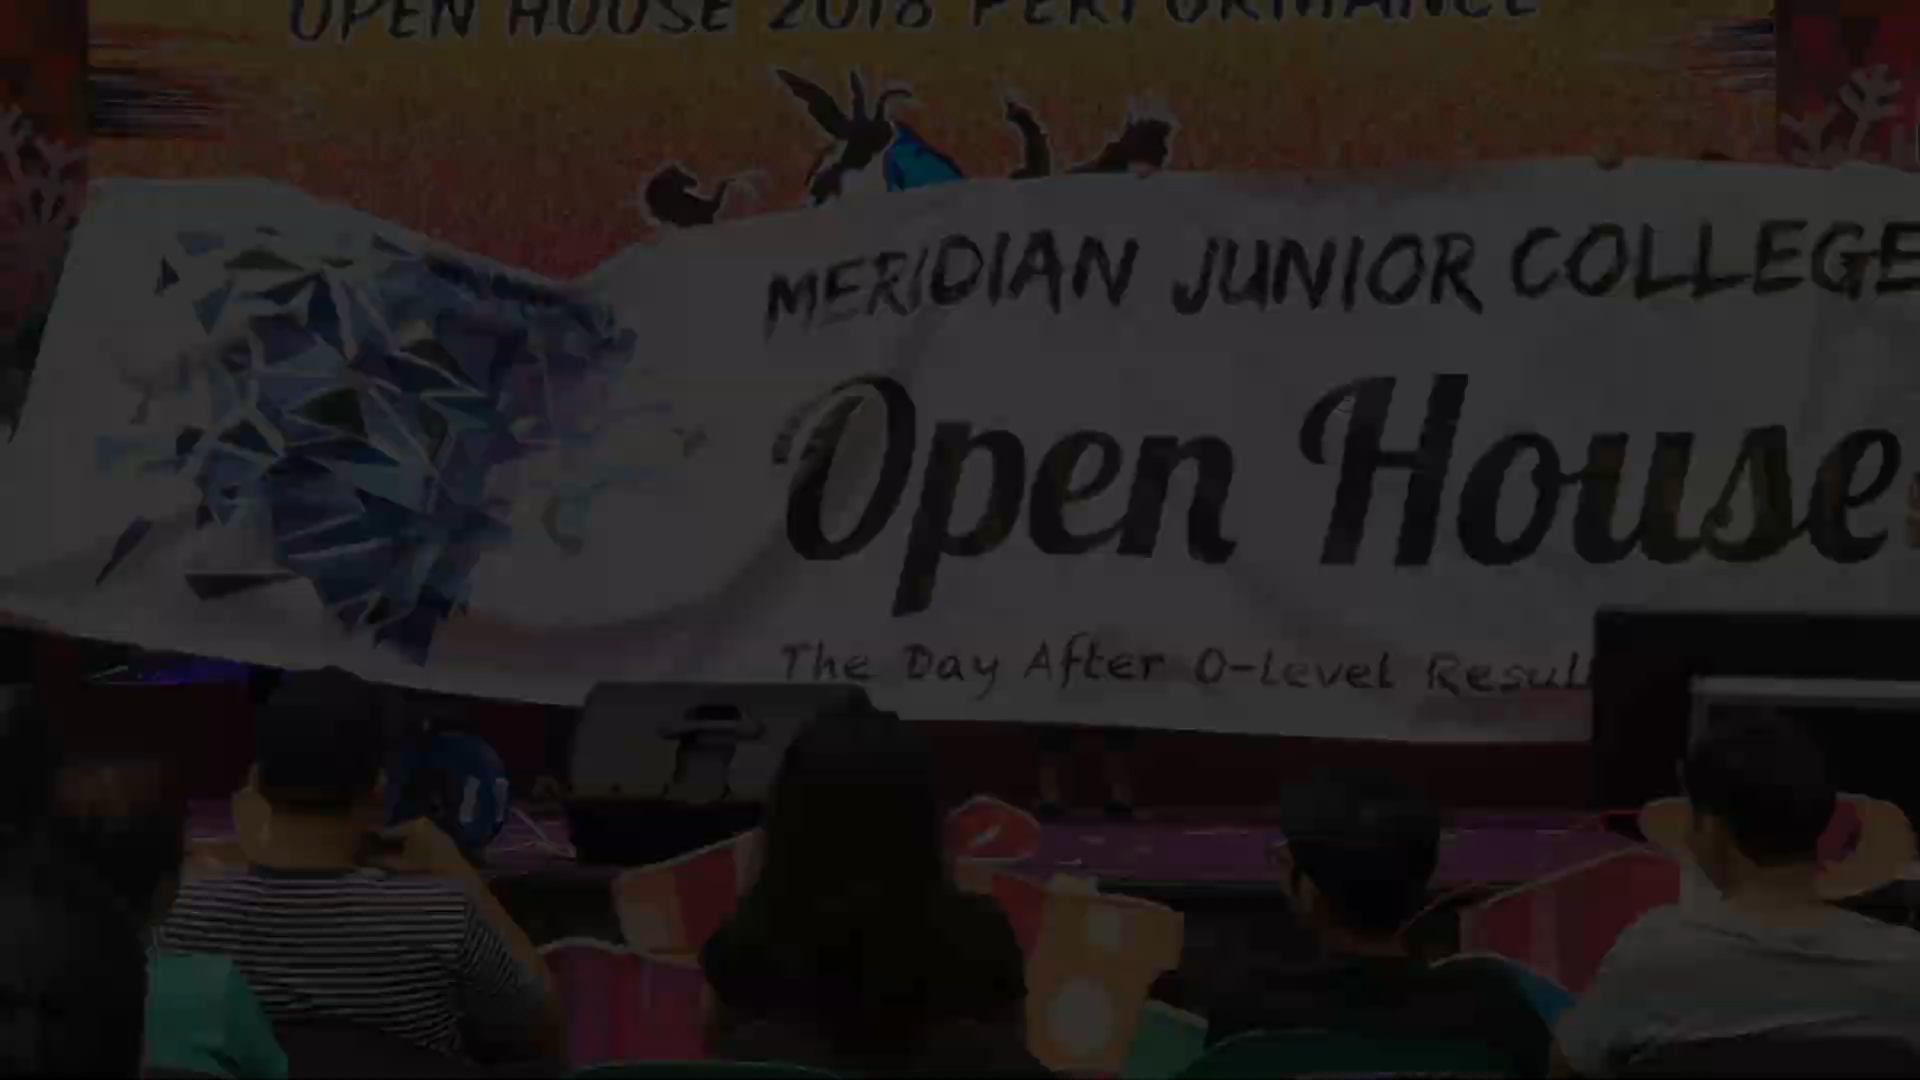 OPEN HOUSE 2018 PERFORMANCE
MERIDIAN JUNIOR COLLEGE
Open House
The Day After O-Level